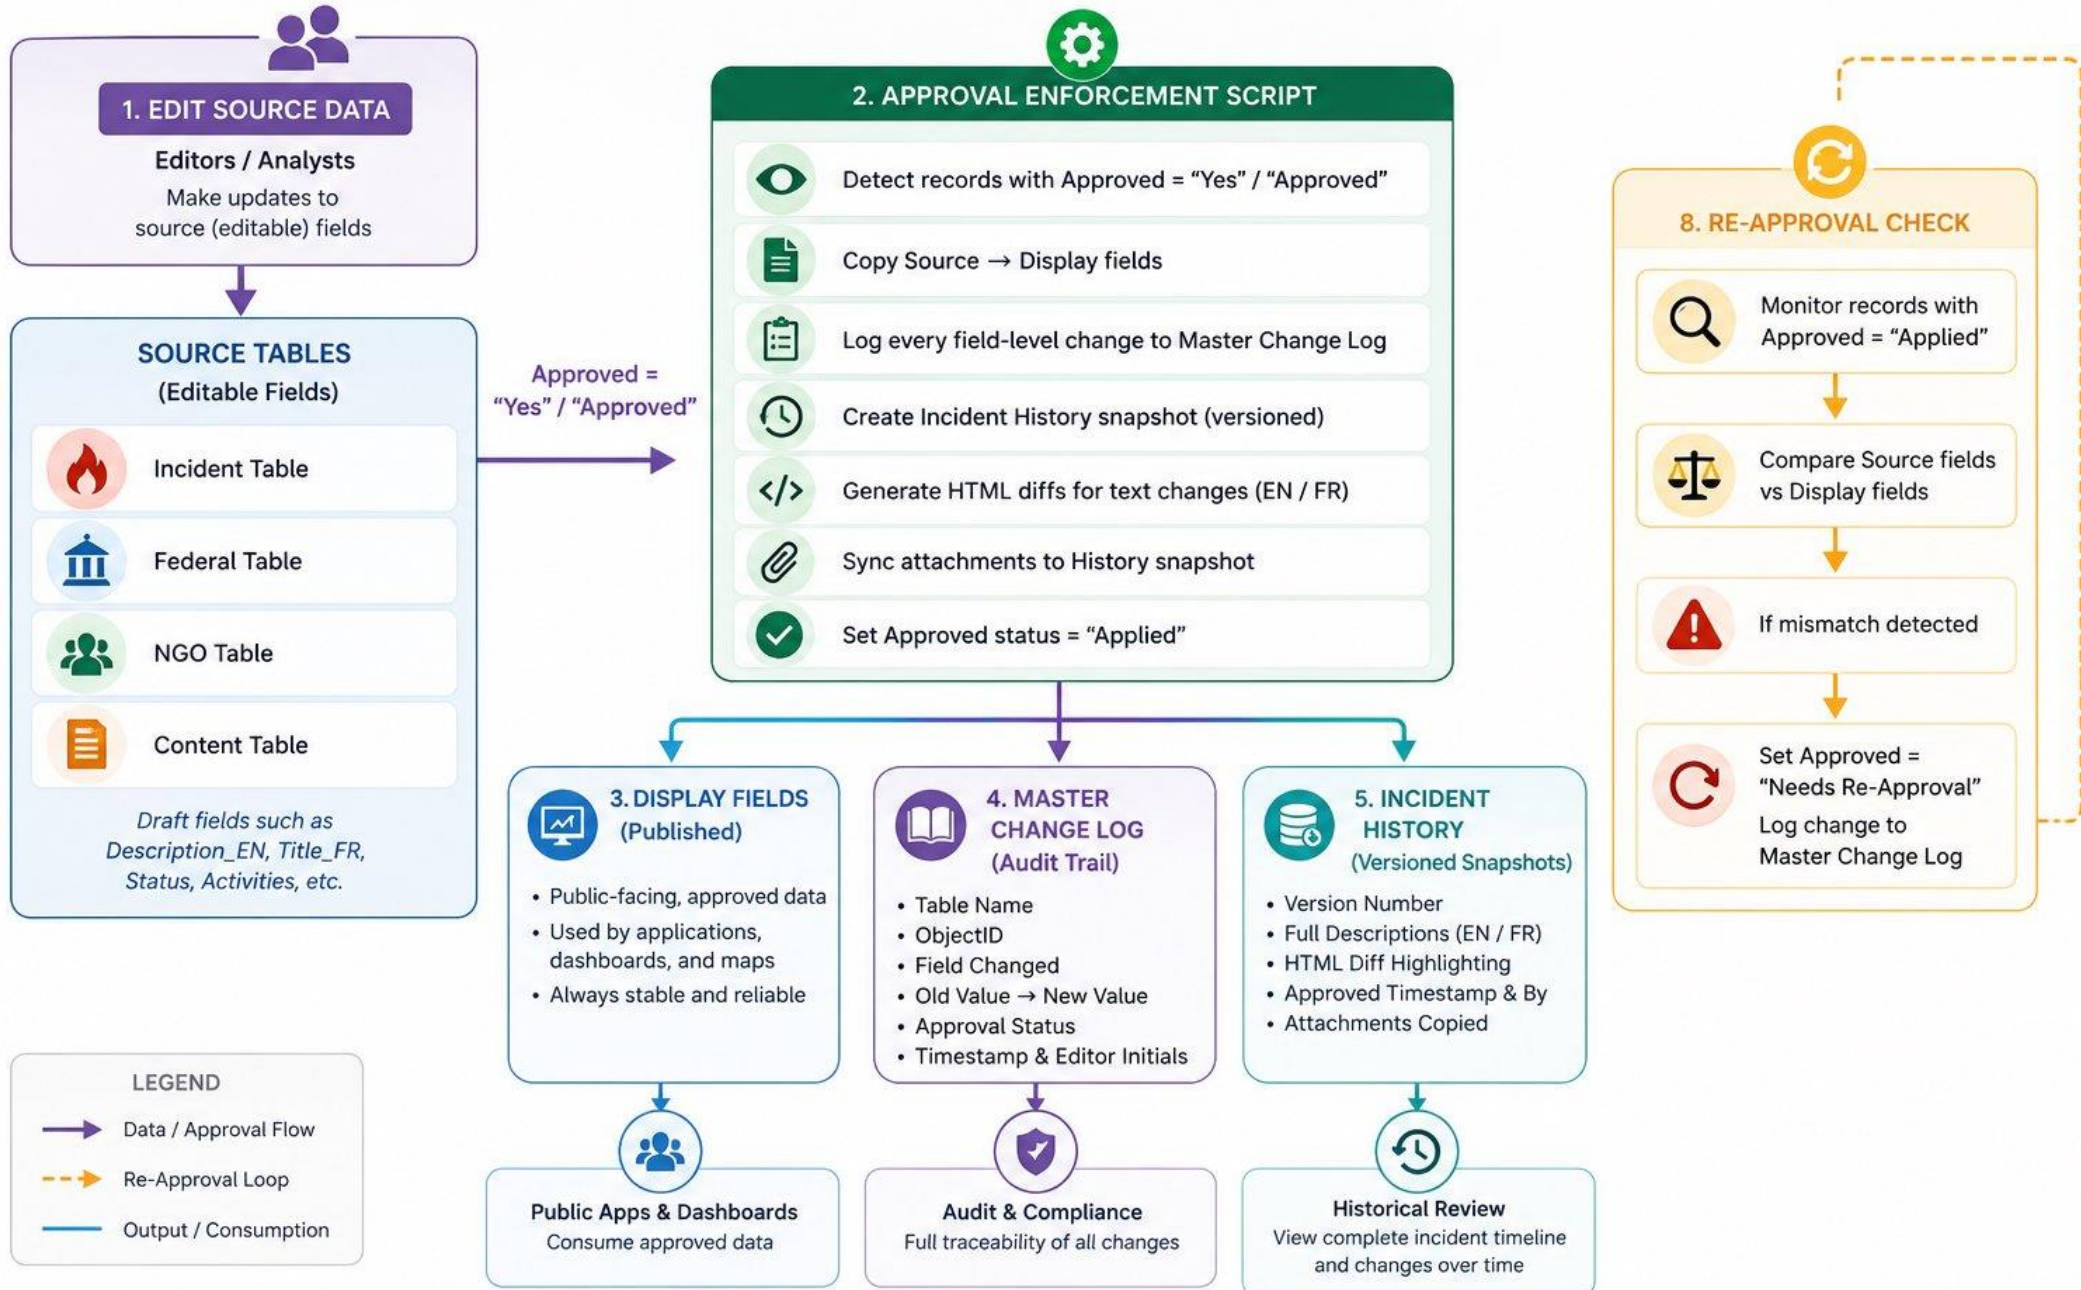 1. EDIT SOURCE DATA
Editors / Analysts
Make updates to
source (editable) fields
SOURCE TABLES
(Editable Fields)
Incident Table
Federal Table
NGO Table
Content Table
Draft fields such as
Description_EN, Title_FR,
Status, Activities, etc.
Approved =
“Yes” / “Approved”
2. APPROVAL ENFORCEMENT SCRIPT
Detect records with Approved = “Yes” / “Approved”
Copy Source → Display fields
Log every field-level change to Master Change Log
Create Incident History snapshot (versioned)
</> Generate HTML diffs for text changes (EN / FR)
Sync attachments to History snapshot
Set Approved status = “Applied”
3. DISPLAY FIELDS
(Published)
• Public-facing, approved data
• Used by applications,
dashboards, and maps
• Always stable and reliable
Public Apps & Dashboards
Consume approved data
4. MASTER
CHANGE LOG
(Audit Trail)
• Table Name
• ObjectID
• Field Changed
• Old Value → New Value
• Approval Status
• Timestamp & Editor Initials
Audit & Compliance
Full traceability of all changes
5. INCIDENT
HISTORY
(Versioned Snapshots)
• Version Number
• Full Descriptions (EN / FR)
• HTML Diff Highlighting
• Approved Timestamp & By
• Attachments Copied
Historical Review
View complete incident timeline
and changes over time
8. RE-APPROVAL CHECK
Monitor records with
Approved = “Applied”
Compare Source fields
vs Display fields
If mismatch detected
Set Approved =
“Needs Re-Approval”
Log change to
Master Change Log
LEGEND
Data / Approval Flow
Re-Approval Loop
Output / Consumption